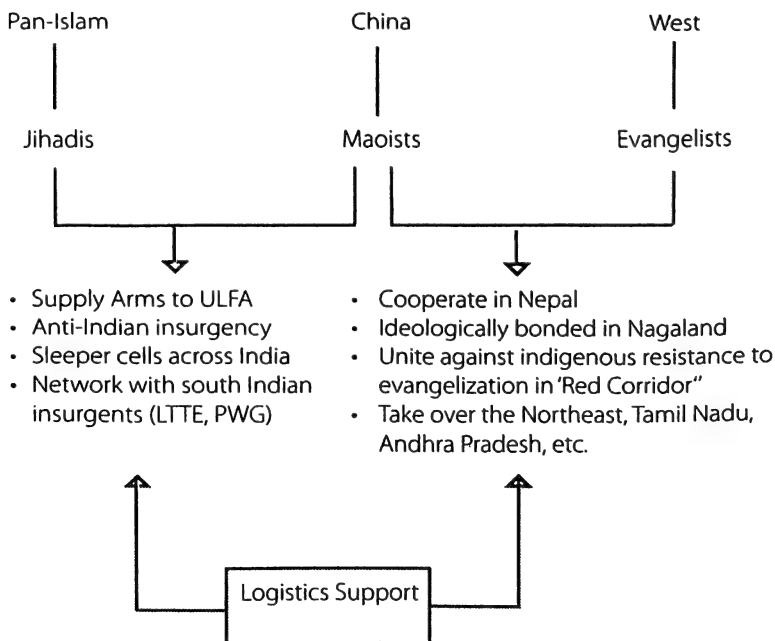 Pan-Islam
China
West
Jihadis
Maoists
Evangelists
• Supply Arms to ULFA
• Anti-Indian insurgency
• Sleeper cells across India
• Network with south Indian
insurgents (LTTE, PWG)
• Cooperate in Nepal
• Ideologically bonded in Nagaland
• Unite against indigenous resistance to
evangelization in 'Red Corridor"
• Take over the Northeast, Tamil Nadu,
Andhra Pradesh, etc.
Logistics Support